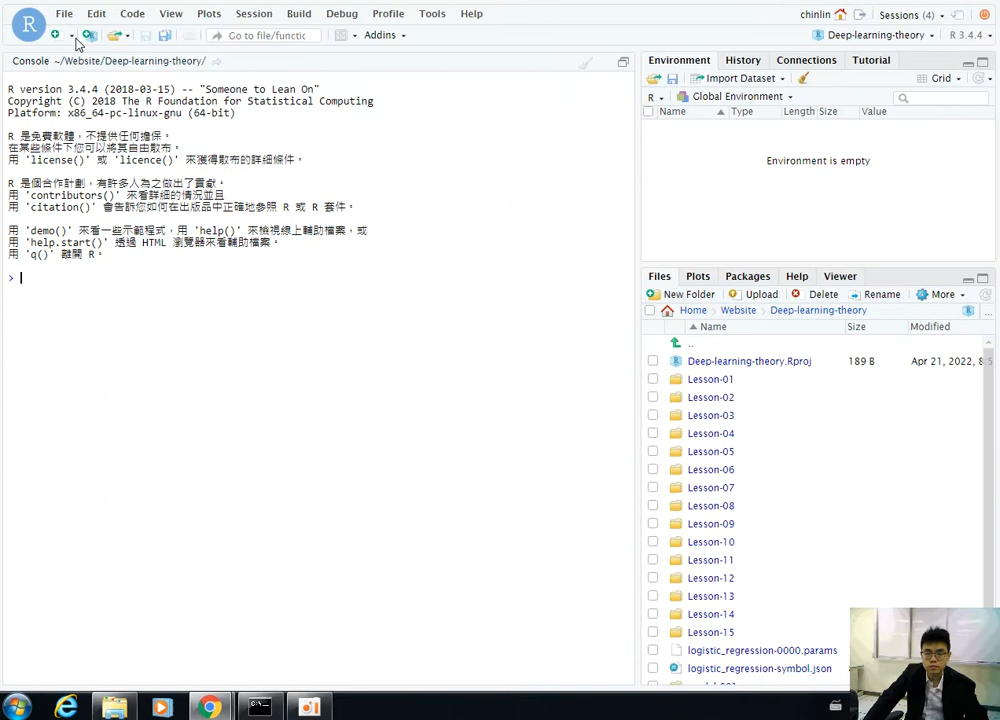 File Edit Code View Plots Session Build Debug Profile Tools Help
chinlin Sessions (4)
R
Go to file/functic Addins
Deep-learning-theory R 3.4.4
Console ~/Website/Deep-learning-theory/
R version 3.4.4 (2018-03-15) -- "Someone to Lean On"
Copyright (C) 2018 The R Foundation for Statistical Computing
Platform: x86_64-pc-linux-gnu (64-bit)
R 是免費軟體，不提供任何擔保。
在某些條件下您可以將其自由散布。
用 'license()' 或 'licence()' 來獲得散布的詳細條件。
R 是個合作計劃，有許多人為之做出了貢獻。
用 'contributors()' 來看詳細的情況並且
用 'citation()' 會告訴您如何在出版品中正確地參照 R 或 R 套件。
用 'demo()' 來看一些示範程式，用 'help()' 來檢視線上輔助檔案，或
用 'help.start()' 透過 HTML 瀏覽器來看輔助檔案。
用 'q()' 離開 R。
>
Environment History Connections Tutorial
Import Dataset Grid
R Global Environment
Name Type Length Size Value
Environment is empty
Files Plots Packages Help Viewer
New Folder Upload Delete Rename More
Home Website Deep-learning-theory
Name Size Modified
..
Deep-learning-theory.Rproj 189 B Apr 21, 2022, 8:5
Lesson-01
Lesson-02
Lesson-03
Lesson-04
Lesson-05
Lesson-06
Lesson-07
Lesson-08
Lesson-09
Lesson-10
Lesson-11
Lesson-12
Lesson-13
Lesson-14
Lesson-15
logistic_regression-0000.params
logistic_regression-symbol.json